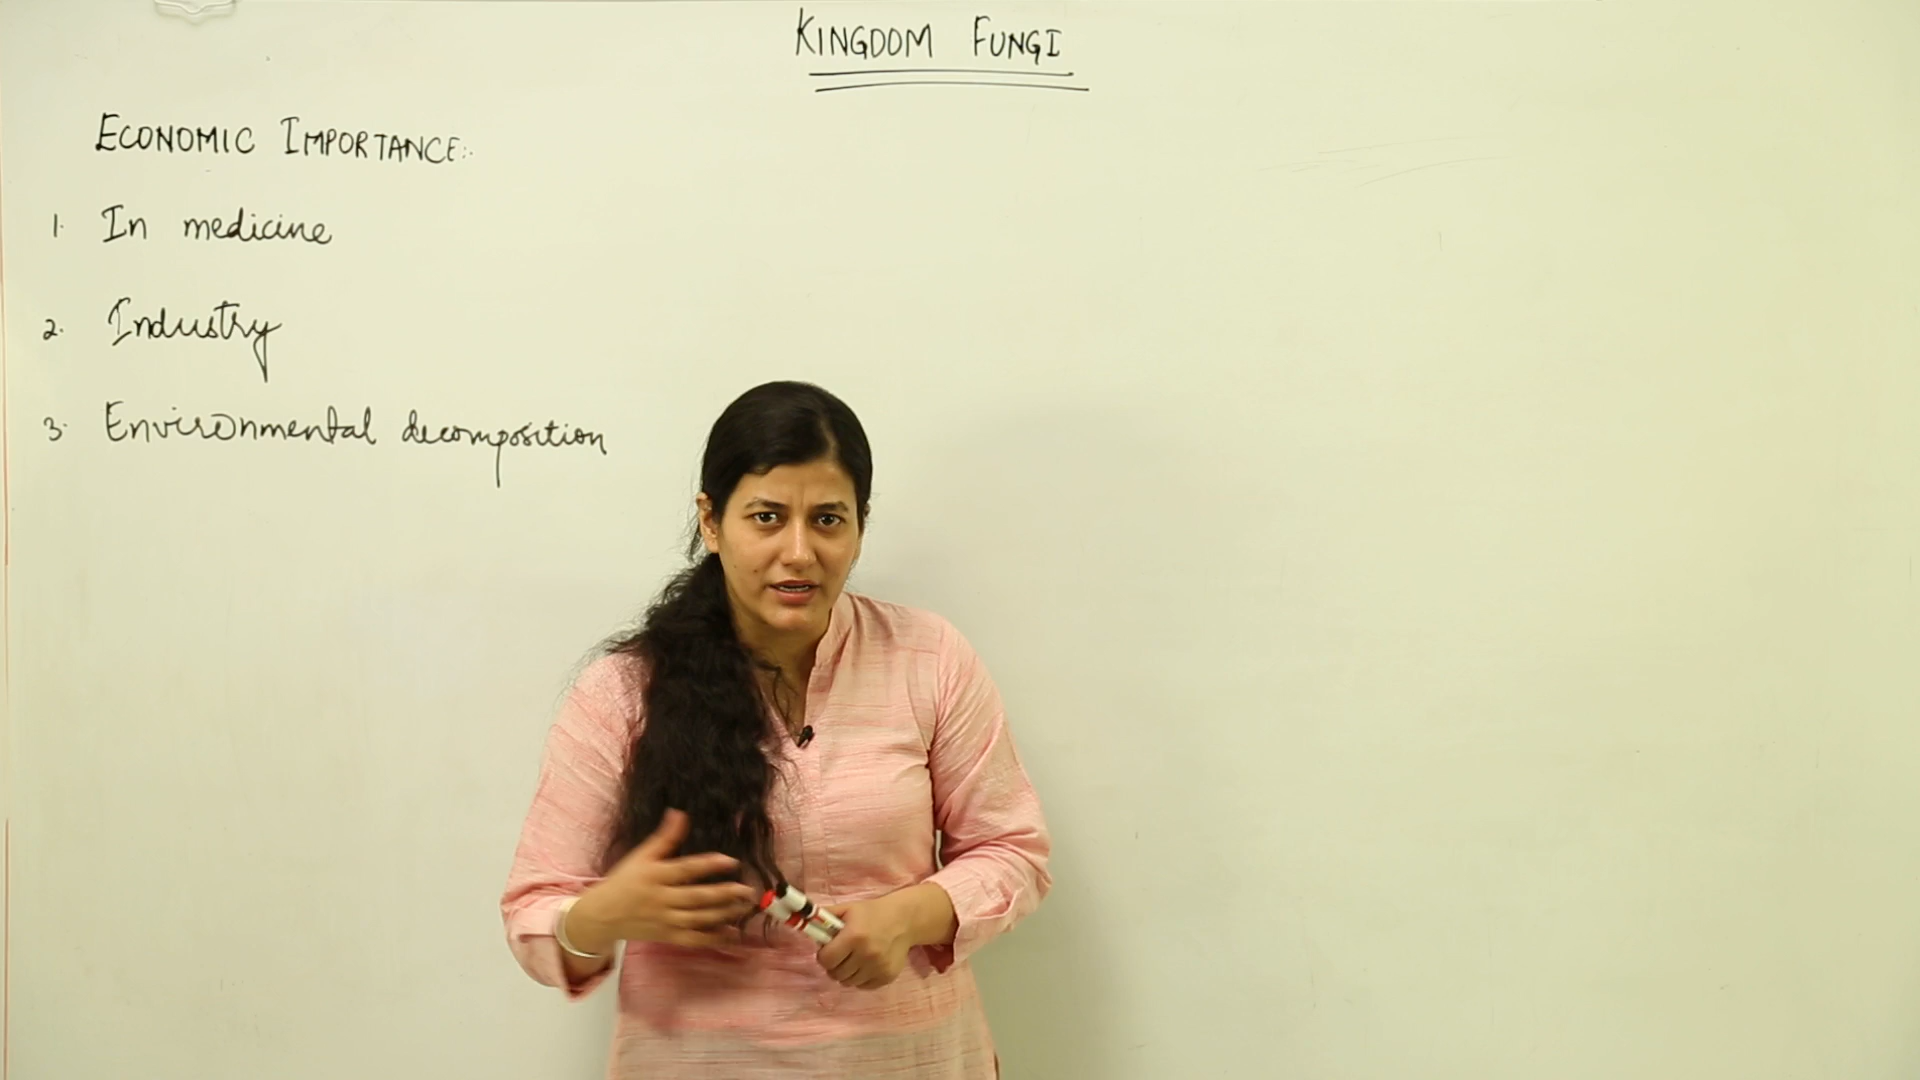 KINGDOM FUNGI
ECONOMIC IMPORTANCE:-
1. In medicine
2. Industry
3. Environmental decomposition